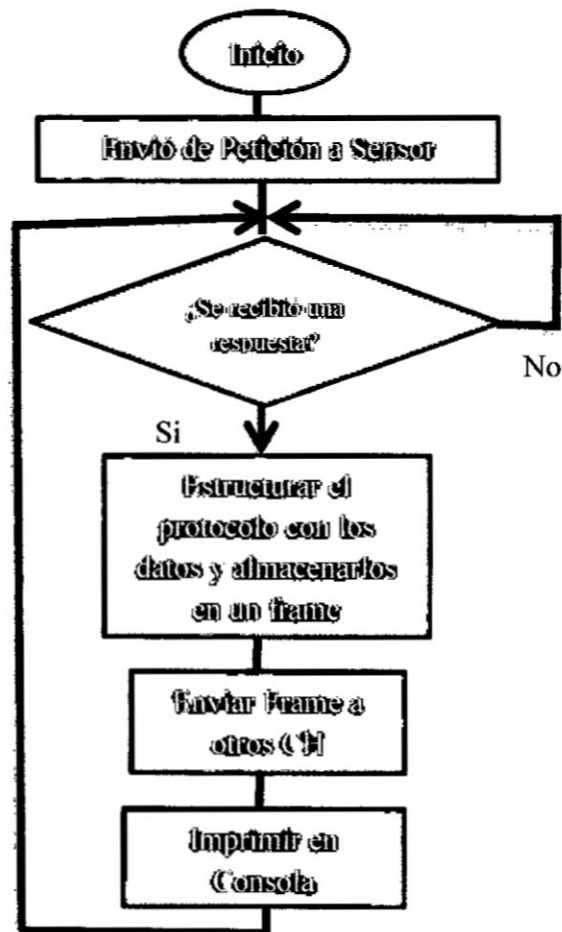 Inicio
Envió de Petición a Sensor
¿Se recibió una
respuesta?
No
Si
Estructurar el
protocolo con los
datos y almacenarlos
en un frame
Enviar Frame a
otros CH
Imprimir en
Consola